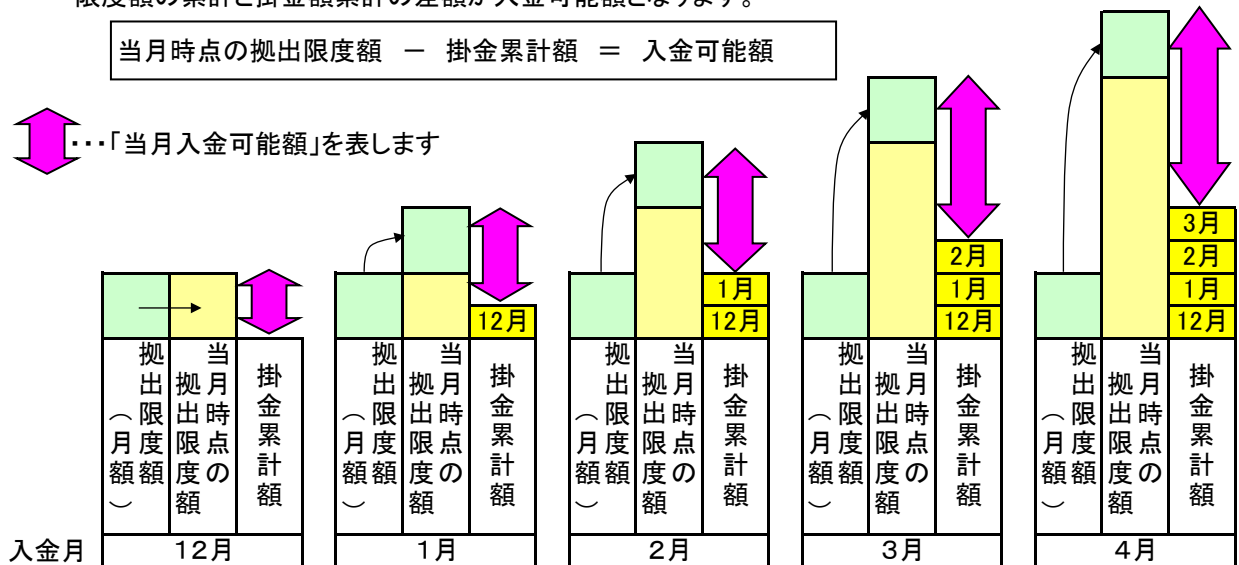 限度額の累計と掛金額累計の差額が入金可能額となります。
当月時点の拠出限度額 － 掛金累計額 ＝ 入金可能額
・・・「当月入金可能額」を表します
12月
1月
12月
2月
1月
12月
3月
2月
1月
12月
拠出限度額
（月額）
当月時点の
拠出限度額
掛金累計額
拠出限度額
（月額）
当月時点の
拠出限度額
掛金累計額
拠出限度額
（月額）
当月時点の
拠出限度額
掛金累計額
拠出限度額
（月額）
当月時点の
拠出限度額
掛金累計額
拠出限度額
（月額）
当月時点の
拠出限度額
掛金累計額
入金月 12月 1月 2月 3月 4月